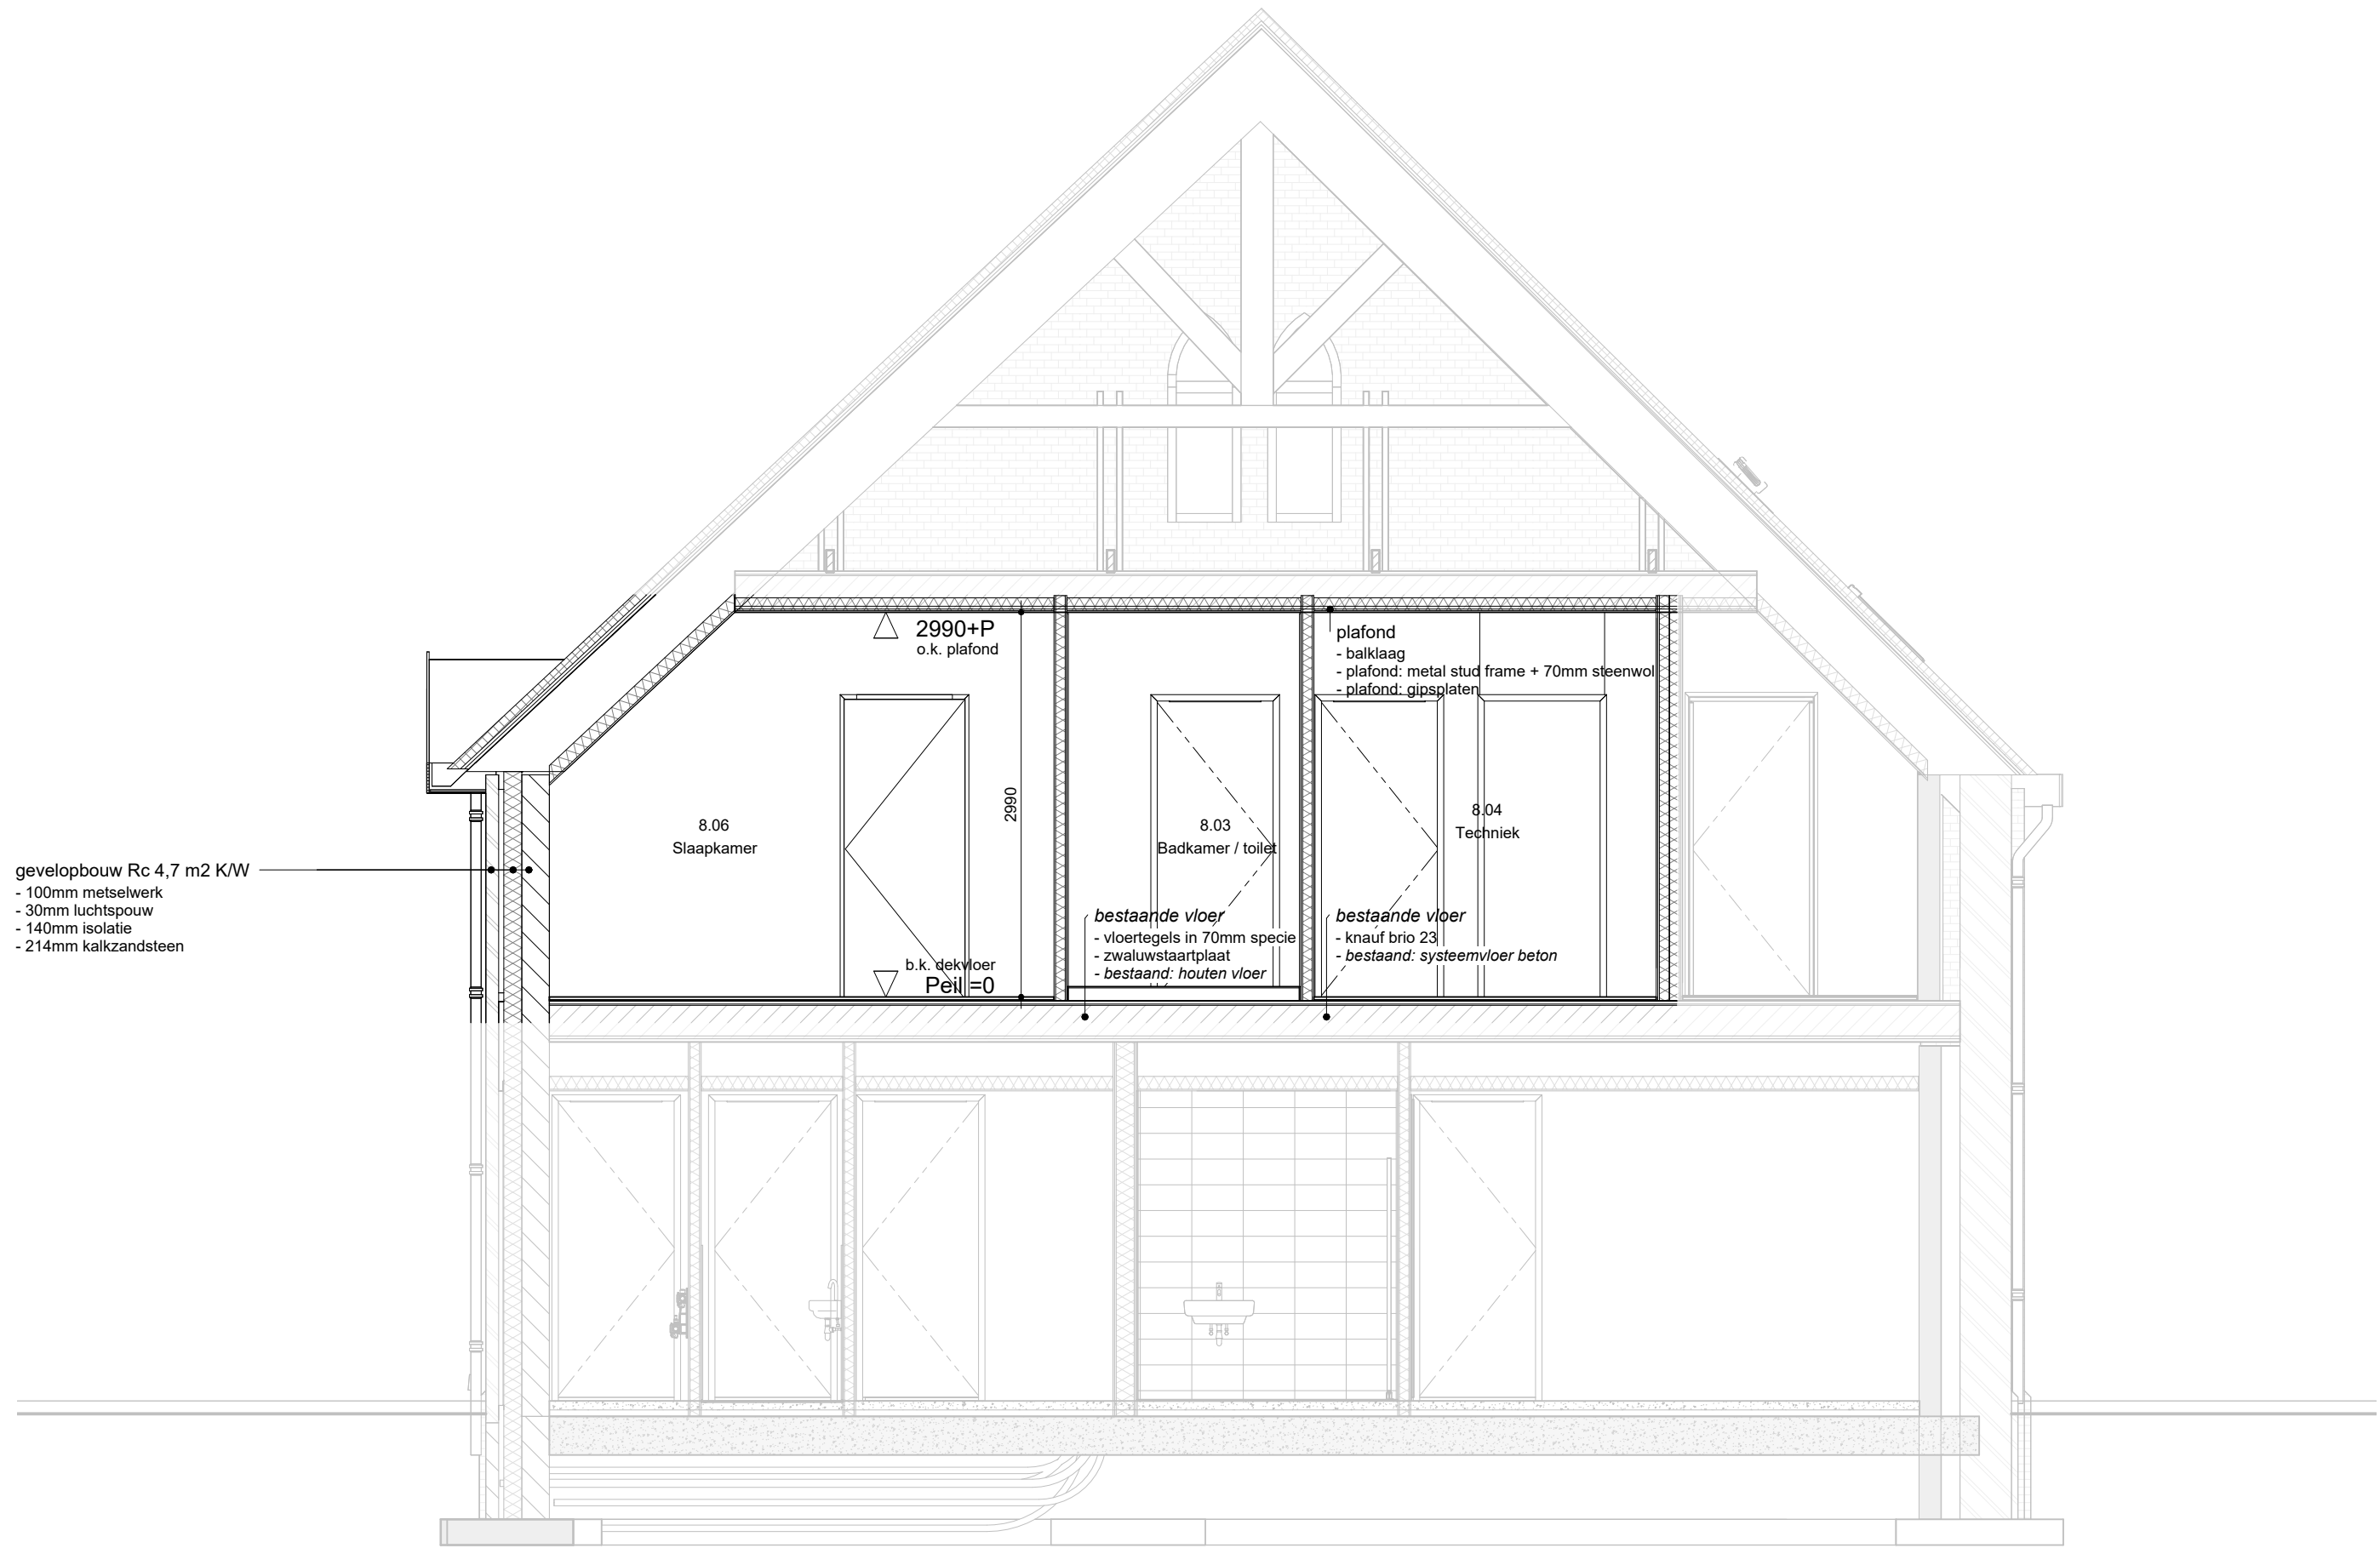 2990+P
o.k. plafond
plafond
- balklaag
- plafond: metal stud frame + 70mm steenwol
- plafond: gipsplaten
2990
8.06
Slaapkamer
8.03
Badkamer / toilet
8.04
Techniek
gevelopbouw Rc 4,7 m2 K/W
- 100mm metselwerk
- 30mm luchtspouw
- 140mm isolatie
- 214mm kalkzandsteen
bestaande vloer
- vloertegels in 70mm specie
- zwaluwstaartplaat
- bestaand: houten vloer
bestaande vloer
- knauf brio 23
- bestaand: systeemvloer beton
b.k. dekvloer
Peil =0